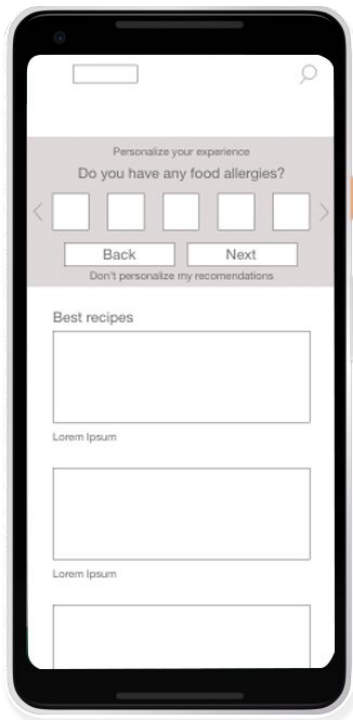 Personalize your experience
Do you have any food allergies?
Back Next
Don't personalize my recomendations
Best recipes
Lorem Ipsum
Lorem Ipsum